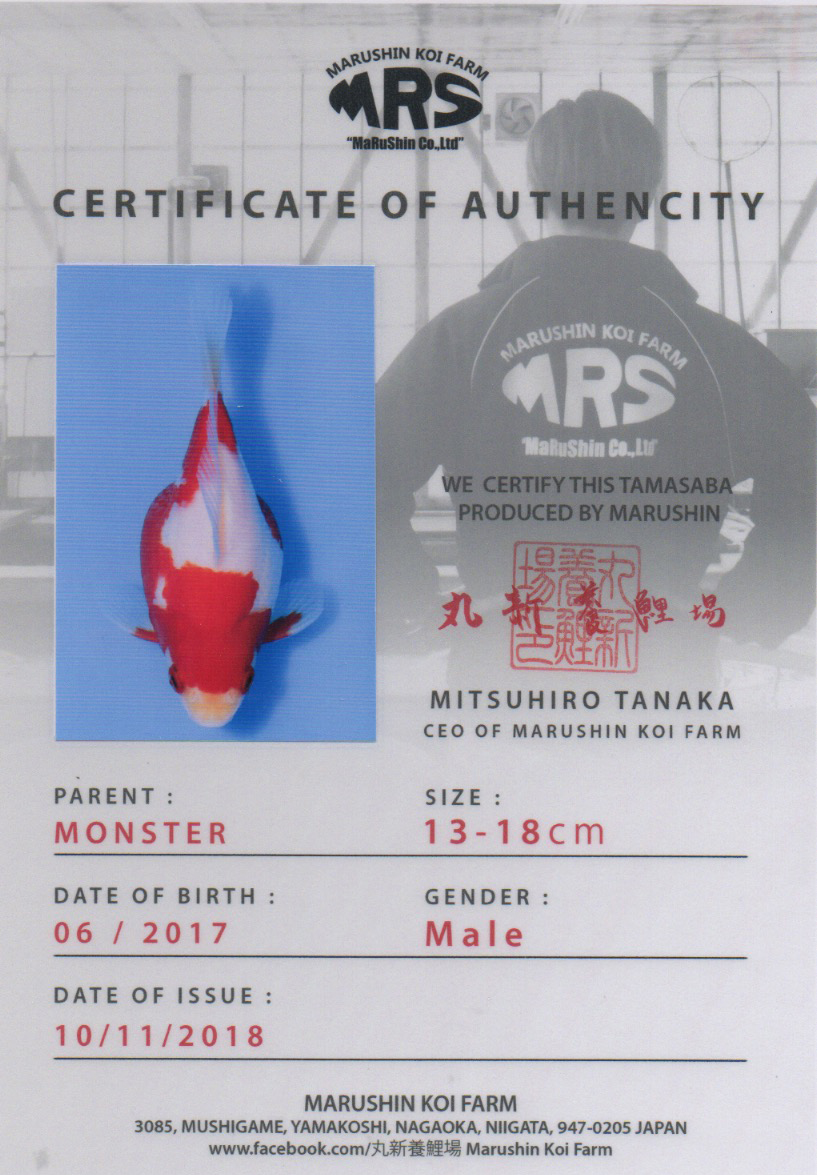 MARUSHIN KOI FARM
MRS
"MaRuShin Co.,Ltd"
CERTIFICATE OF AUTHENCITY
MARUSHIN KOI FARM
MRS
"MaRuShin Co.,Ltd"
WE CERTIFY THIS TAMASABA
PRODUCED BY MARUSHIN
丸新養鯉場
MITSUHIRO TANAKA
CEO OF MARUSHIN KOI FARM
PARENT :
MONSTER
SIZE :
13-18cm
DATE OF BIRTH :
06 / 2017
GENDER :
Male
DATE OF ISSUE :
10/11/2018
MARUSHIN KOI FARM
3085, MUSHIGAME, YAMAKOSHI, NAGAOKA, NIIGATA, 947-0205 JAPAN
www.facebook.com/丸新養鯉場 Marushin Koi Farm